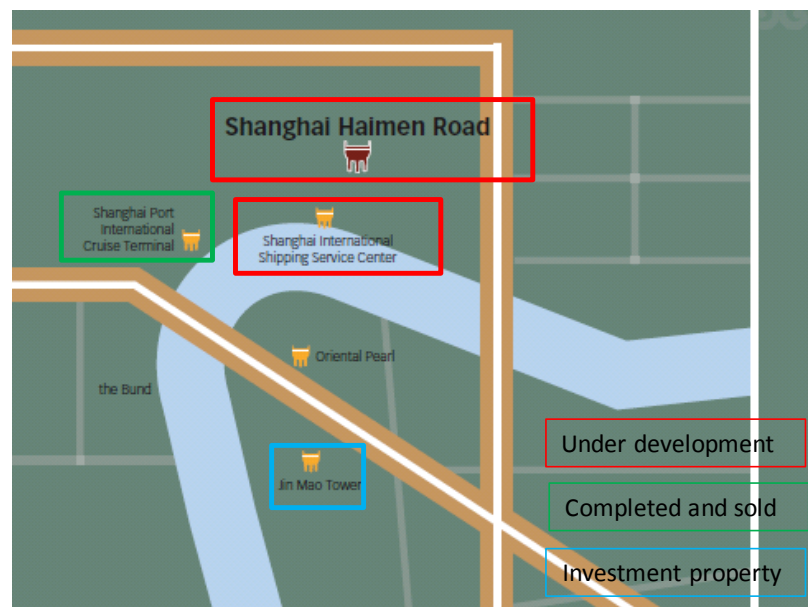 Shanghai Haimen Road
Shanghai Port
International
Cruise Terminal
Shanghai International
Shipping Service Center
Oriental Pearl
the Bund
Jin Mao Tower
Under development
Completed and sold
Investment property